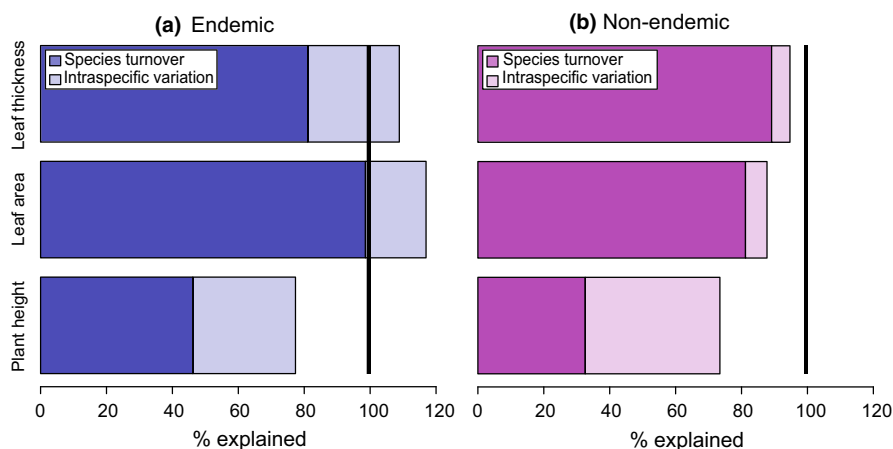 (a) Endemic
(b) Non-endemic
Leaf thickness
Leaf area
Plant height
Species turnover
Intraspecific variation
Species turnover
Intraspecific variation
0 20 40 60 80 100 120
0 20 40 60 80 100 120
% explained
% explained